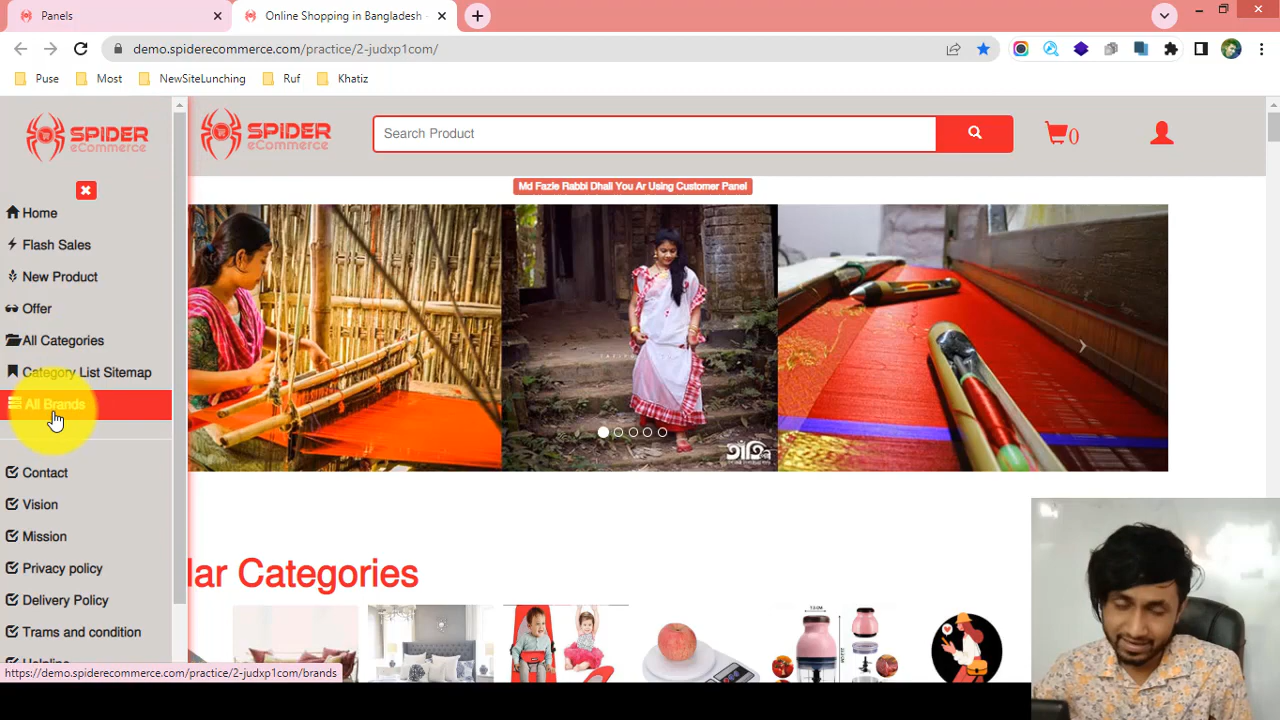 Panels
Online Shopping in Bangladesh -
demo.spiderecommerce.com/practice/2-judxp1com/
Puse
Most
NewSiteLunching
Ruf
Khatiz
SPIDER
eCommerce
Home
Flash Sales
New Product
Offer
All Categories
Category List Sitemap
All Brands
Contact
Vision
Mission
Privacy policy
Delivery Policy
Trams and condition
Helpline
https://demo.spiderecommerce.com/practice/2-judxp1com/brands
SPIDER
eCommerce
Search Product
0
Md Fazle Rabbi Dhali You Ar Using Customer Panel
lar Categories